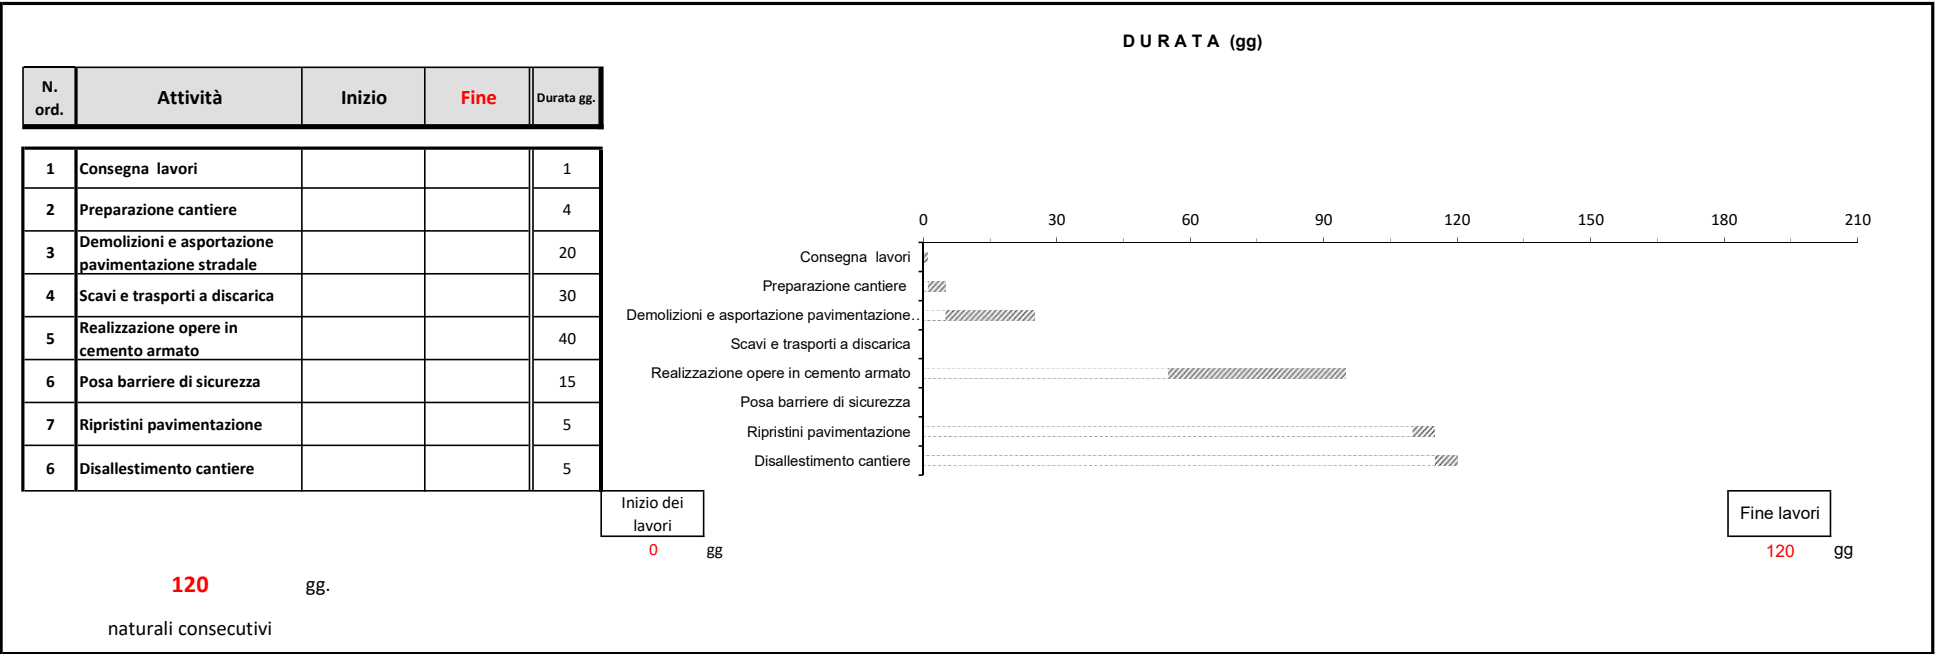 D U R A T A (gg)
N.
ord.
Attività
Inizio
Fine
Durata gg.
1 Consegna lavori 1
2 Preparazione cantiere 4
3 Demolizioni e asportazione
pavimentazione stradale 20
4 Scavi e trasporti a discarica 30
5 Realizzazione opere in
cemento armato 40
6 Posa barriere di sicurezza 15
7 Ripristini pavimentazione 5
6 Disallestimento cantiere 5
0 30 60 90 120 150 180 210
Consegna lavori
Preparazione cantiere
Demolizioni e asportazione pavimentazione…
Scavi e trasporti a discarica
Realizzazione opere in cemento armato
Posa barriere di sicurezza
Ripristini pavimentazione
Disallestimento cantiere
Inizio dei
lavori
0 gg
Fine lavori
120 gg
120 gg.
naturali consecutivi